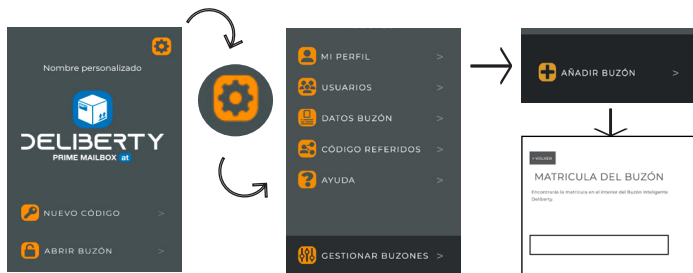 Nombre personalizado
DELIBERTY
PRIME MAILBOX at
NUEVO CÓDIGO >
ABRIR BUZÓN >
MI PERFIL >
USUARIOS >
DATOS BUZÓN >
CÓDIGO REFERIDOS >
AYUDA >
GESTIONAR BUZONES >
AÑADIR BUZÓN >
< VOLVER
MATRICULA DEL BUZÓN
Encontrarás la matrícula en el interior del Buzón Inteligente
Deliberty.